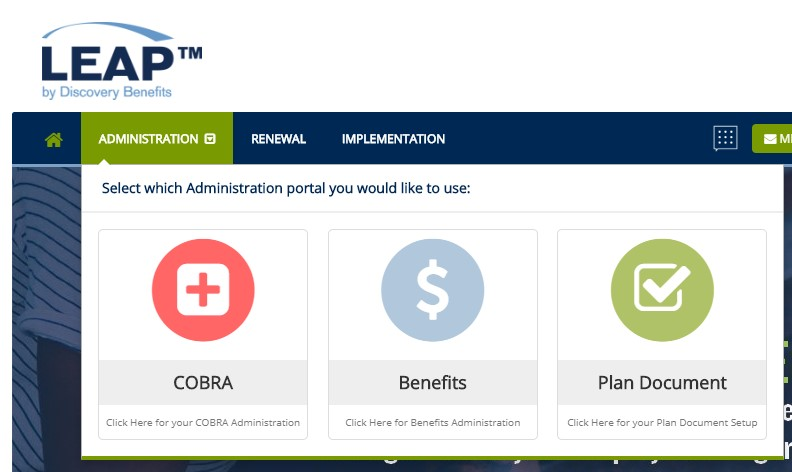 LEAP™
by Discovery Benefits
ADMINISTRATION
RENEWAL
IMPLEMENTATION
Select which Administration portal you would like to use:
COBRA
Click Here for your COBRA Administration
Benefits
Click Here for Benefits Administration
Plan Document
Click Here for your Plan Document Setup